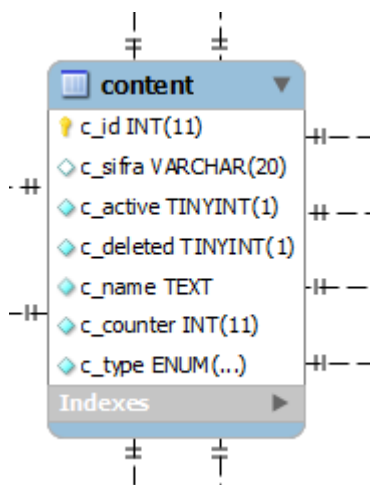 content
c_id INT(11)
c_sifra VARCHAR(20)
c_active TINYINT(1)
c_deleted TINYINT(1)
c_name TEXT
c_counter INT(11)
c_type ENUM(...)
Indexes